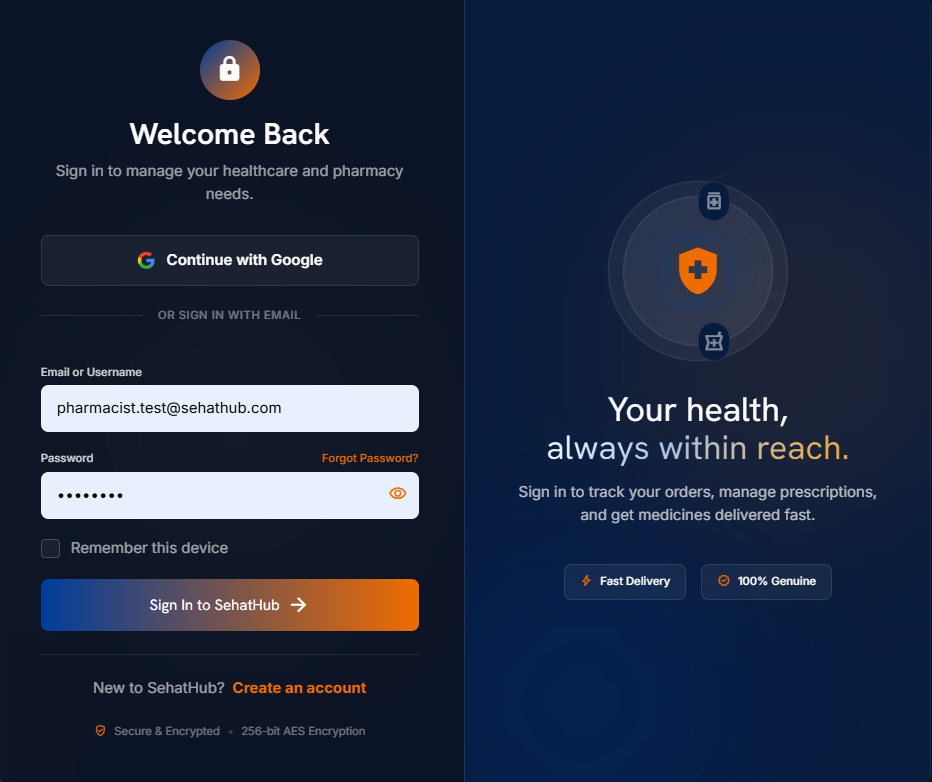 Welcome Back
Sign in to manage your healthcare and pharmacy
needs.
Continue with Google
OR SIGN IN WITH EMAIL
Email or Username
pharmacist.test@sehathub.com
Password
Forgot Password?
Remember this device
Sign In to SehatHub
New to SehatHub? Create an account
Secure & Encrypted • 256-bit AES Encryption
Your health,
always within reach.
Sign in to track your orders, manage prescriptions,
and get medicines delivered fast.
Fast Delivery
100% Genuine